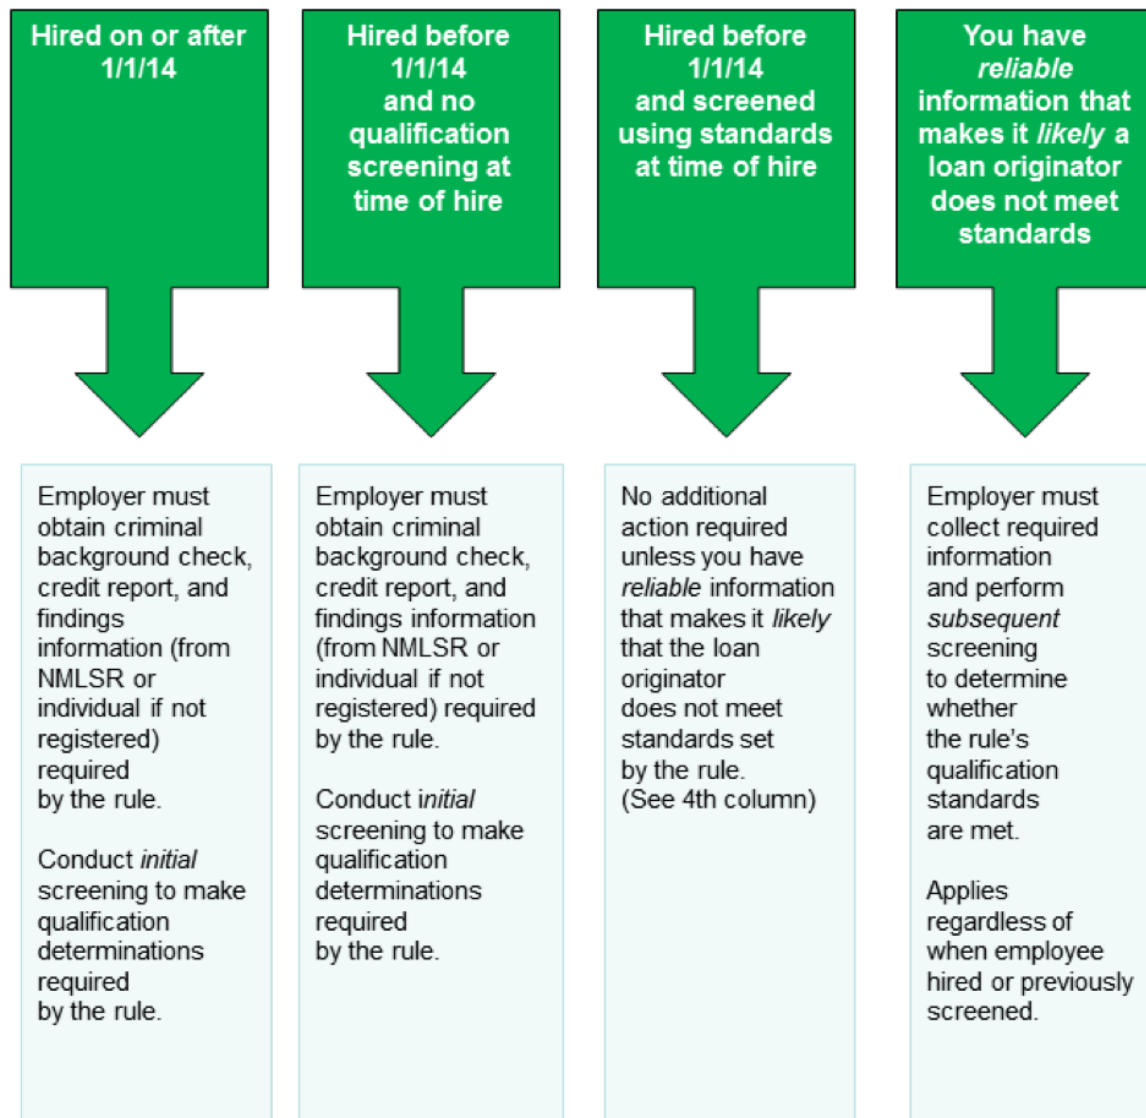 Hired on or after
1/1/14
Employer must
obtain criminal
background check,
credit report, and
findings
information (from
NMLSR or
individual if not
registered)
required
by the rule.
Conduct initial
screening to make
qualification
determinations
required
by the rule.
Hired before
1/1/14
and no
qualification
screening at
time of hire
Employer must
obtain criminal
background check,
credit report, and
findings information
(from NMLSR or
individual if not
registered) required
by the rule.
Conduct initial
screening to make
qualification
determinations
required
by the rule.
Hired before
1/1/14
and screened
using standards
at time of hire
No additional
action required
unless you have
reliable information
that makes it likely
that the loan
originator
does not meet
standards set
by the rule.
(See 4th column)
You have
reliable
information that
makes it likely a
loan originator
does not meet
standards
Employer must
collect required
information
and perform
subsequent
screening
to determine
whether
the rule’s
qualification
standards
are met.
Applies
regardless of
when employee
hired or previously
screened.